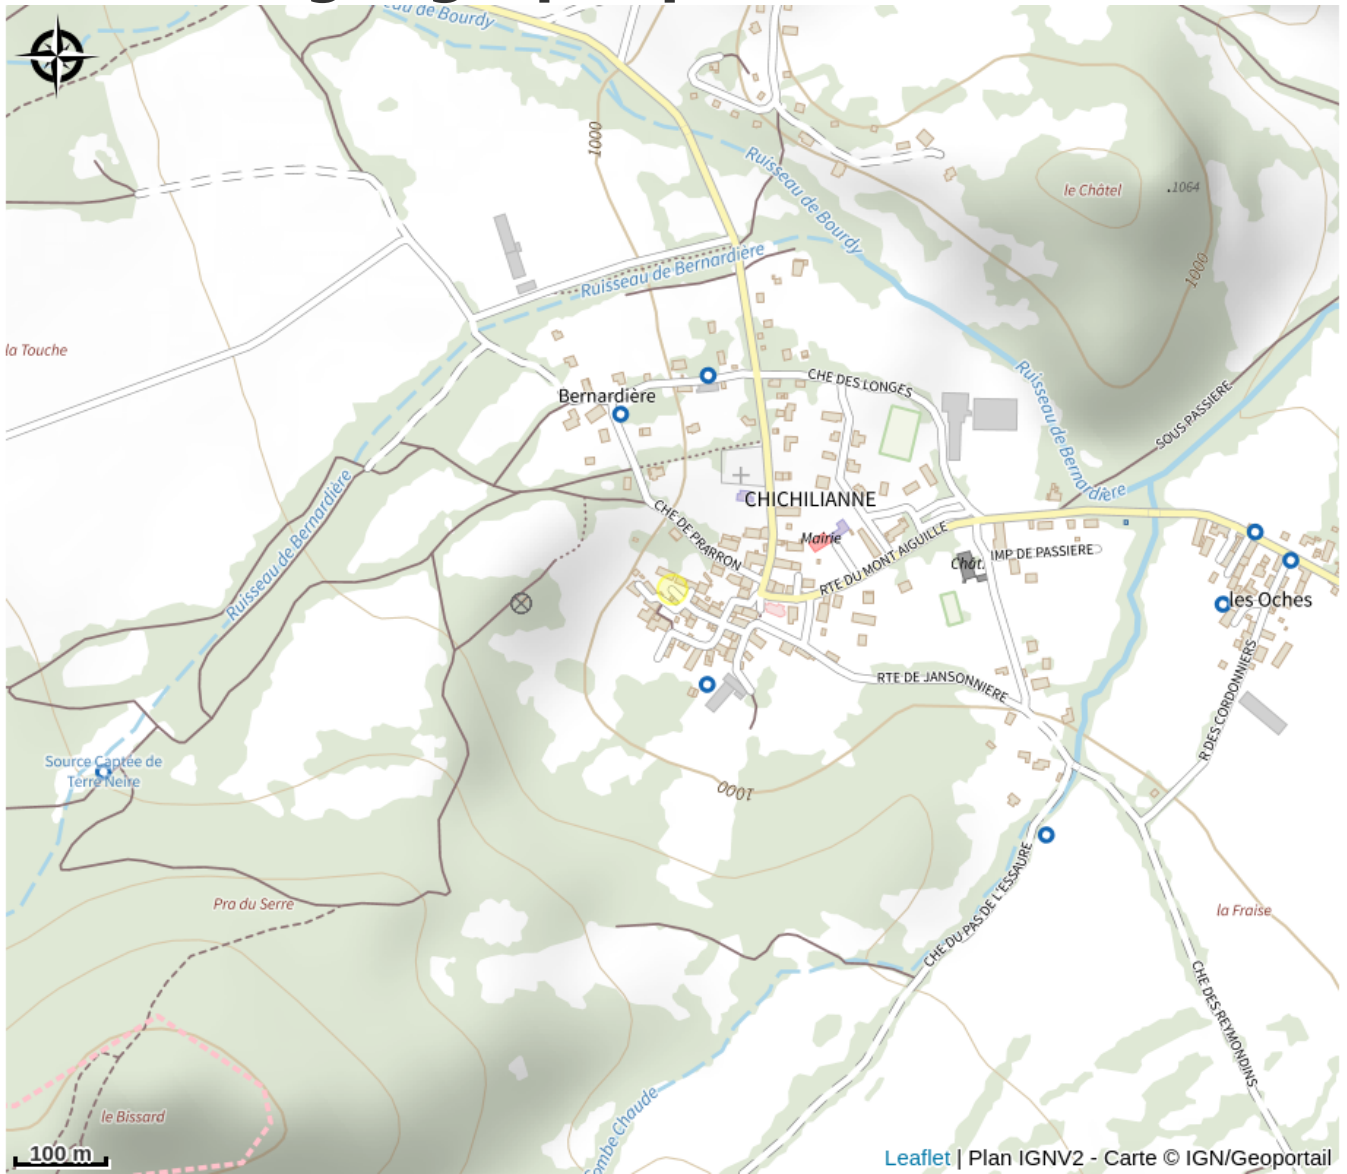 au de Bourdy
1000
Ruisseau de Bourdy
le Châtel
.1064
1000
Ruisseau de Bernardière
la Touche
Ruisseau de Bernardière
CHE DES LONGES
Bernardière
SOUS PASSIERE
CHICHILIANNE
Ruisseau de Bernardière
CHE DE PRARRON
Mairie
RTE DU MONT AIGUILLE
Chât.
IMP DE PASSIERE
les Oches
RTE DE JANSONNIERE
R DES CORDONNIERS
Source Captée de
Terre Neire
1000
Pra du Serre
CHE DU PAS DE L'ESSAURE
la Fraise
CHE DES REYMONDINS
le Bissard
ombe Chaude
100 m
Leaflet | Plan IGNV2 - Carte © IGN/Geoportail